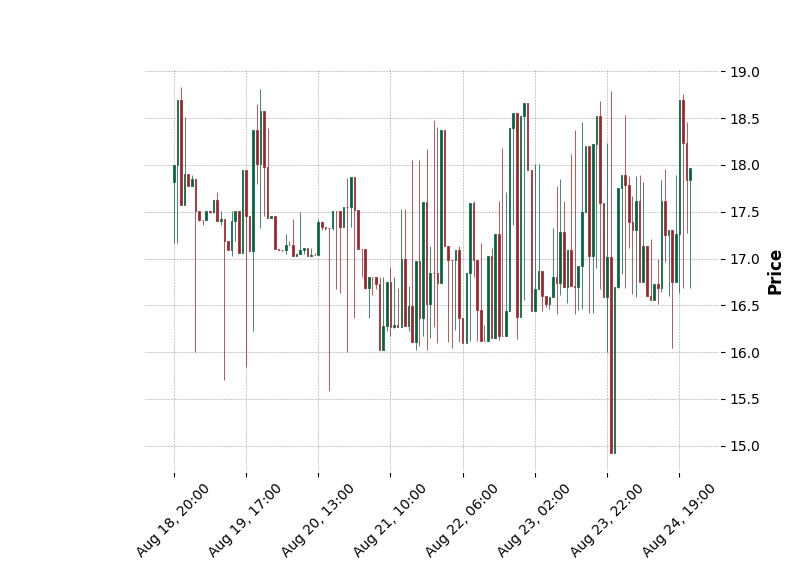 19.0
18.5
18.0
17.5
17.0
16.5
16.0
15.5
15.0
Price
Aug 18, 20:00
Aug 19, 17:00
Aug 20, 13:00
Aug 21, 10:00
Aug 22, 06:00
Aug 23, 02:00
Aug 23, 22:00
Aug 24, 19:00